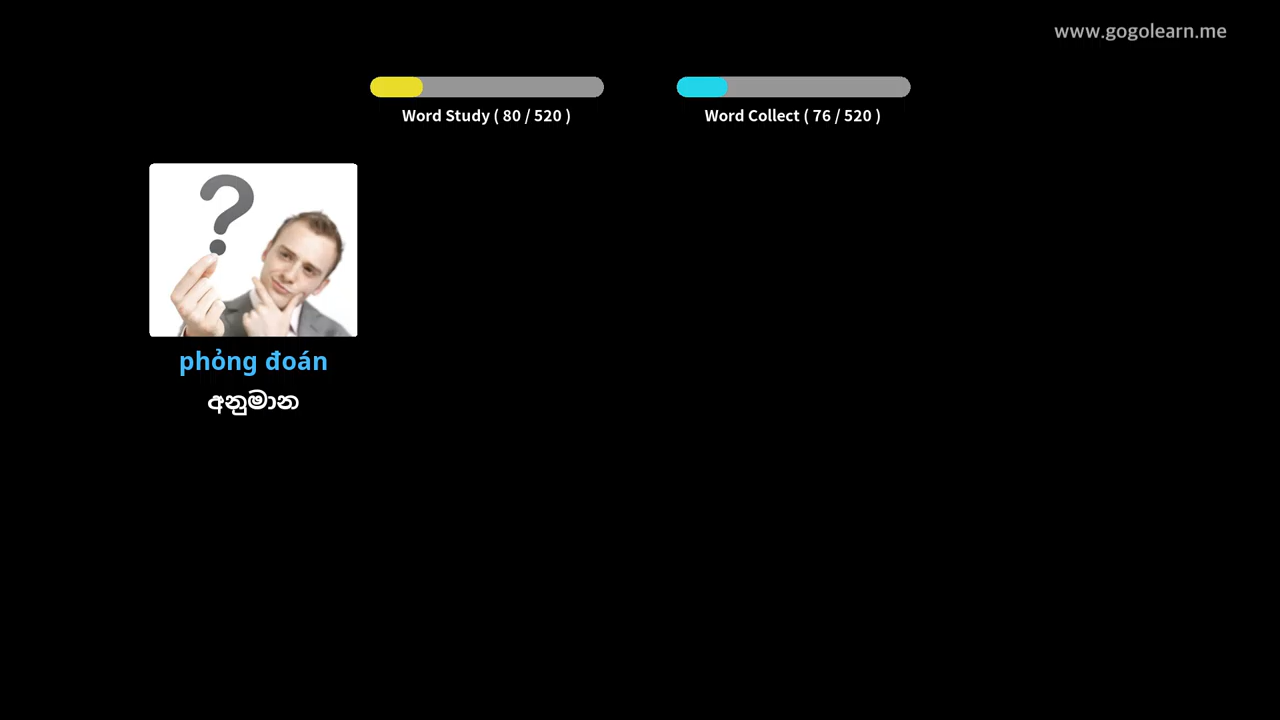 www.gogolearn.me
Word Study ( 80 / 520 )
Word Collect ( 76 / 520 )
phỏng đoán
අනුමාන